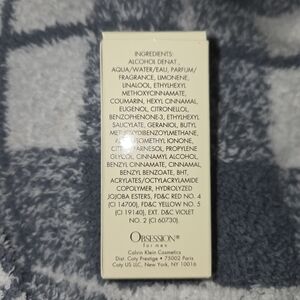 INGREDIENTS:
ALCOHOL DENAT.,
AQUA/WATER/EAU, PARFUM/
FRAGRANCE, LIMONENE,
LINALOOL, ETHYLHEXYL
METHOXYCINNAMATE,
COUMARIN, HEXYL CINNAMAL,
EUGENOL, CITRONELLOL,
BENZOPHENONE-3, ETHYLHEXYL
SALICYLATE, GERANIOL, BUTYL
METHOXYDIBENZOYLMETHANE,
ALPHA-ISOMETHYL IONONE,
CITRAL, FARNESOL, PROPYLENE
GLYCOL, CINNAMYL ALCOHOL,
BENZYL CINNAMATE, CINNAMAL,
BENZYL BENZOATE, BHT,
ACRYLATES/OCTYLACRYLAMIDE
COPOLYMER, HYDROLYZED
JOJOBA ESTERS, FD&C RED NO. 4
(CI 14700), FD&C YELLOW NO. 5
(CI 19140), EXT. D&C VIOLET
NO. 2 (CI 60730).
OBSESSION®
for men
Calvin Klein Cosmetics
Dist. Coty Prestige • 75002 Paris
Coty US LLC, New York, NY 10016